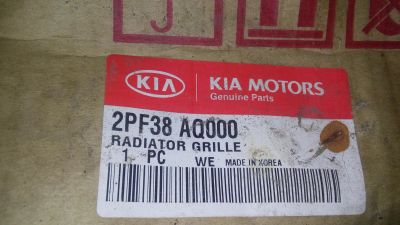 J
KIA
KIA MOTORS
Genuine Parts
2PF38 AQ000
RADIATOR GRILLE
1 PC WE MADE IN KOREA